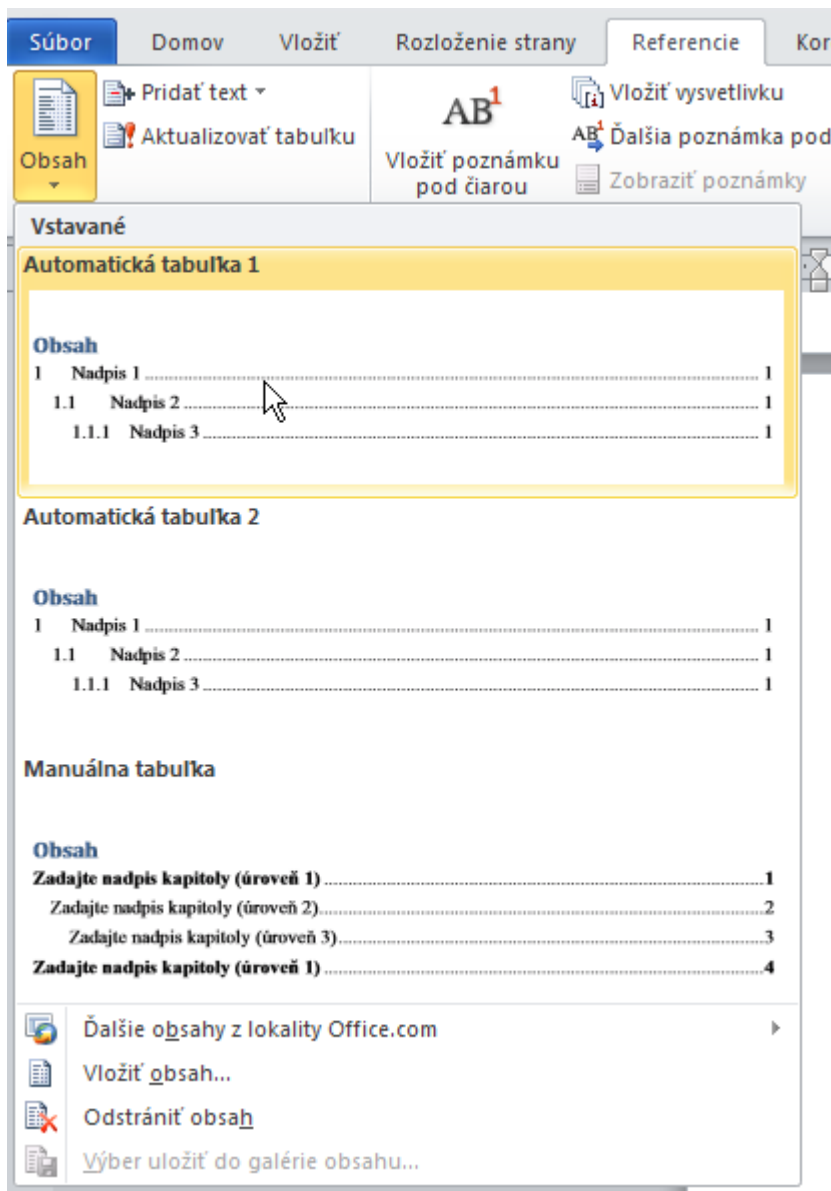 Súbor Domov Vložiť Rozloženie strany Referencie Kor
Obsah
Pridať text
Aktualizovať tabuľku
AB1
Vložiť poznámku
pod čiarou
Vložiť vysvetlivku
AB1 Ďalšia poznámka pod
Zobraziť poznámky
Vstavané
Automatická tabuľka 1
Obsah
1 Nadpis 1 ........ 1
1.1 Nadpis 2 ........ 1
1.1.1 Nadpis 3 ........ 1
Automatická tabuľka 2
Obsah
1 Nadpis 1 ........ 1
1.1 Nadpis 2 ........ 1
1.1.1 Nadpis 3 ........ 1
Manuálna tabuľka
Obsah
Zadajte nadpis kapitoly (úroveň 1) ........ 1
Zadajte nadpis kapitoly (úroveň 2) ........ 2
Zadajte nadpis kapitoly (úroveň 3) ........ 3
Zadajte nadpis kapitoly (úroveň 1) ........ 4
Ďalšie obsahy z lokality Office.com
Vložiť obsah...
Odstrániť obsah
Výber uložiť do galérie obsahu...